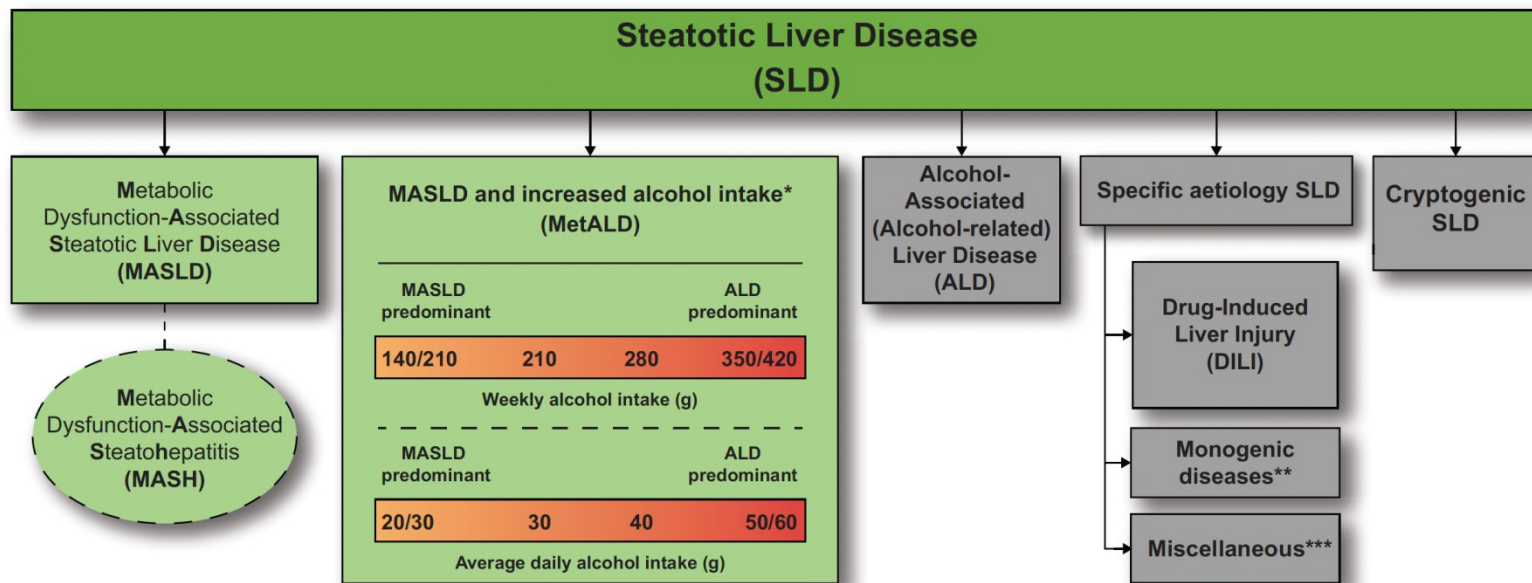 Steatotic Liver Disease
(SLD)
Metabolic
Dysfunction-Associated
Steatotic Liver Disease
(MASLD)
Metabolic
Dysfunction-Associated
Steatohepatitis
(MASH)
MASLD and increased alcohol intake*
(MetALD)
MASLD
predominant
ALD
predominant
140/210 210 280 350/420
Weekly alcohol intake (g)
MASLD
predominant
ALD
predominant
20/30 30 40 50/60
Average daily alcohol intake (g)
Alcohol-
Associated
(Alcohol-related)
Liver Disease
(ALD)
Specific aetiology SLD
Drug-Induced
Liver Injury
(DILI)
Monogenic
diseases**
Miscellaneous***
Cryptogenic
SLD